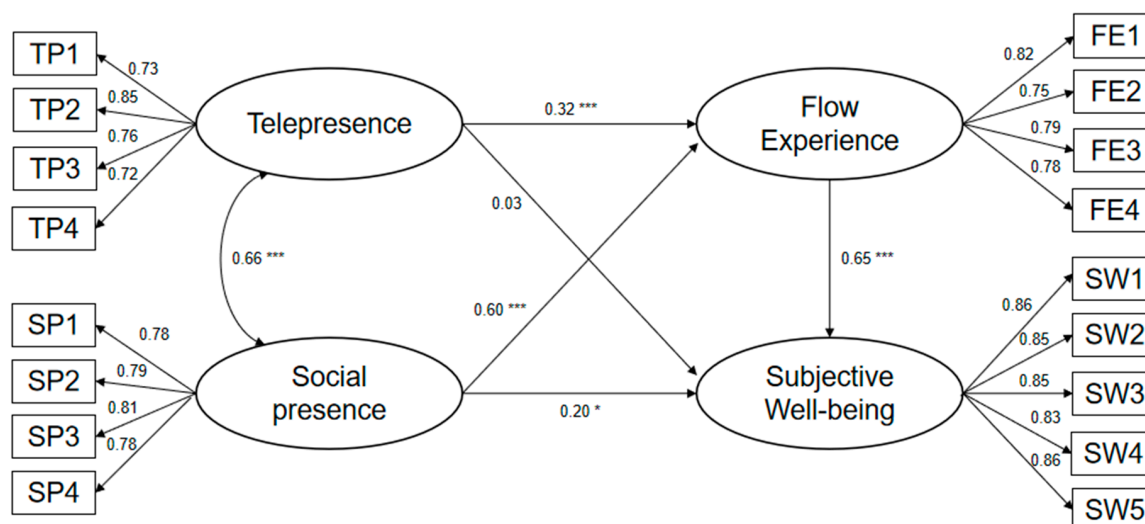 TP1
0.73
TP2
0.85
TP3
0.76
TP4
0.72
Telepresence
0.32 ***
Flow
Experience
0.82
FE1
0.75
FE2
0.79
FE3
0.78
FE4
0.03
0.66 ***
0.60 ***
0.65 ***
SP1
0.78
SP2
0.79
SP3
0.81
SP4
0.78
Social
presence
0.20 *
Subjective
Well-being
0.86
SW1
0.85
SW2
0.85
SW3
0.83
SW4
0.86
SW5